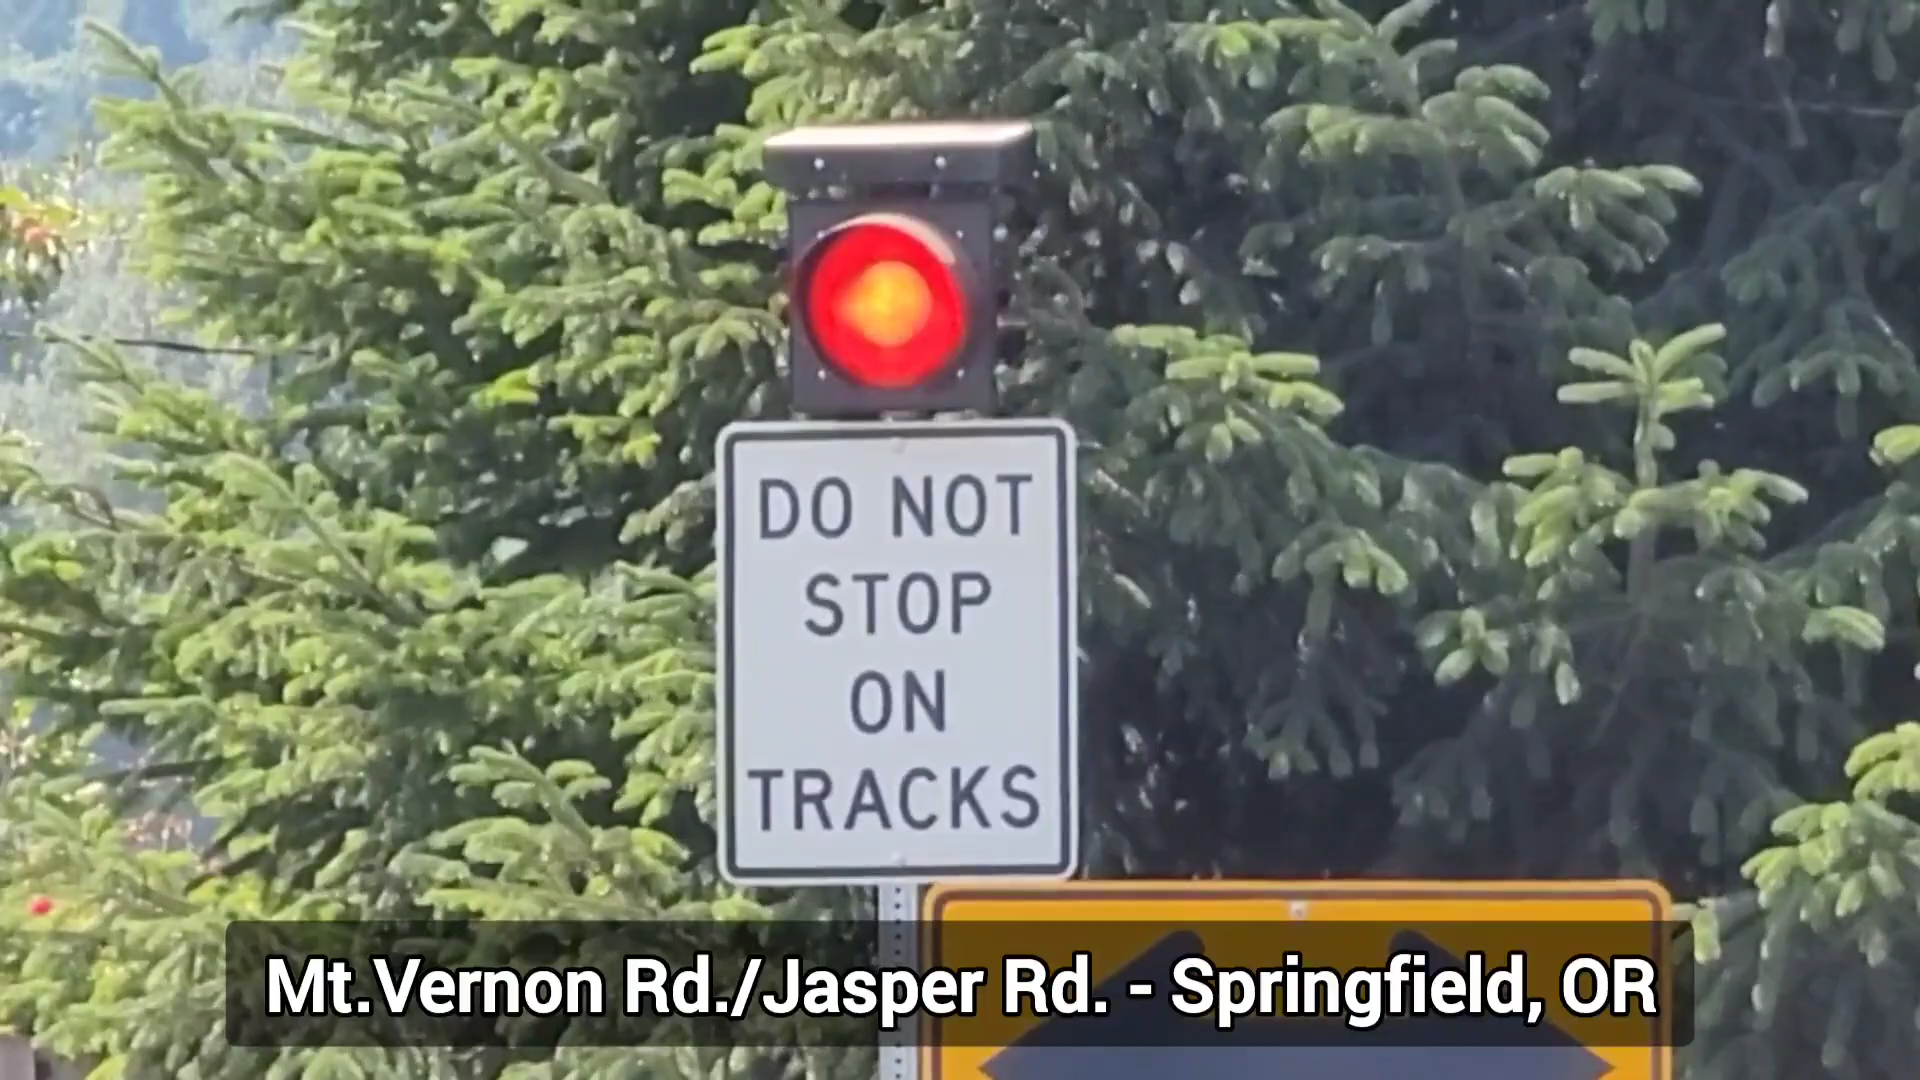 DO NOT
STOP
ON
TRACKS
Mt.Vernon Rd./Jasper Rd. - Springfield, OR